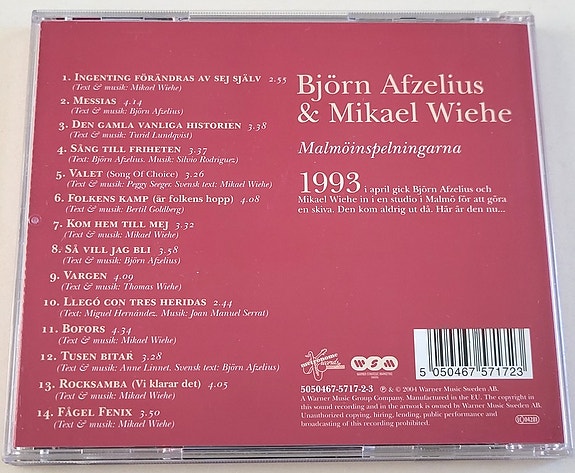 1. Ingenting förändras av sej själv 2.55
(Text & musik: Mikael Wiehe)
2. Messias 4.14
(Text & musik: Björn Afzelius)
3. Den gamla vanliga historien 3.38
(Text & musik: Turid Lundqvist)
4. Sång till friheten 3.37
(Text: Björn Afzelius. Musik: Silvio Rodriguez)
5. Valet (Song of Choice) 3.26
(Text & musik: Peggy Seeger. Svensk text: Mikael Wiehe)
6. Folkens kamp (är folkens hopp) 4.08
(Text & musik: Bertil Goldberg)
7. Kom hem till mej 3.32
(Text & musik: Mikael Wiehe)
8. Så vill jag bli 3.58
(Text & musik: Björn Afzelius)
9. Vargen 4.09
(Text & musik: Thomas Wiehe)
10. Llegó con tres heridas 2.44
(Text: Miguel Hernández. Musik: Joan Manuel Serrat)
11. Bofors 4.34
(Text & musik: Mikael Wiehe)
12. Tusen bitar 3.28
(Text & musik: Anne Linnet. Svensk text: Björn Afzelius)
13. Rocksamba (Vi klarar det) 4.05
(Text & musik: Mikael Wiehe)
14. Fågel Fenix 3.50
(Text & musik: Mikael Wiehe)
Björn Afzelius
& Mikael Wiehe
Malmöinspelningarna
1993 i april gick Björn Afzelius och
Mikael Wiehe in i en studio i Malmö för att göra
en skiva. Den kom aldrig ut då. Här är den nu...
metronome
records
WSM
WARNER STRATEGIC MARKETING
5 050467 571723
5050467-5717-2-3 ℗ & © 2004 Warner Music Sweden AB.
A Warner Music Group Company. Manufactured in the EU. The copyright in
this sound recording and in the artwork is owned by Warner Music Sweden AB.
Unauthorized copying, hiring, lending, public performance and
broadcasting of this recording prohibited.